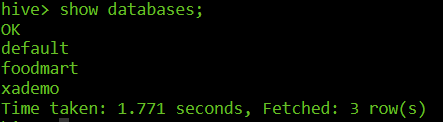 hive> show databases;
OK
default
foodmart
xademo
Time taken: 1.771 seconds, Fetched: 3 row(s)